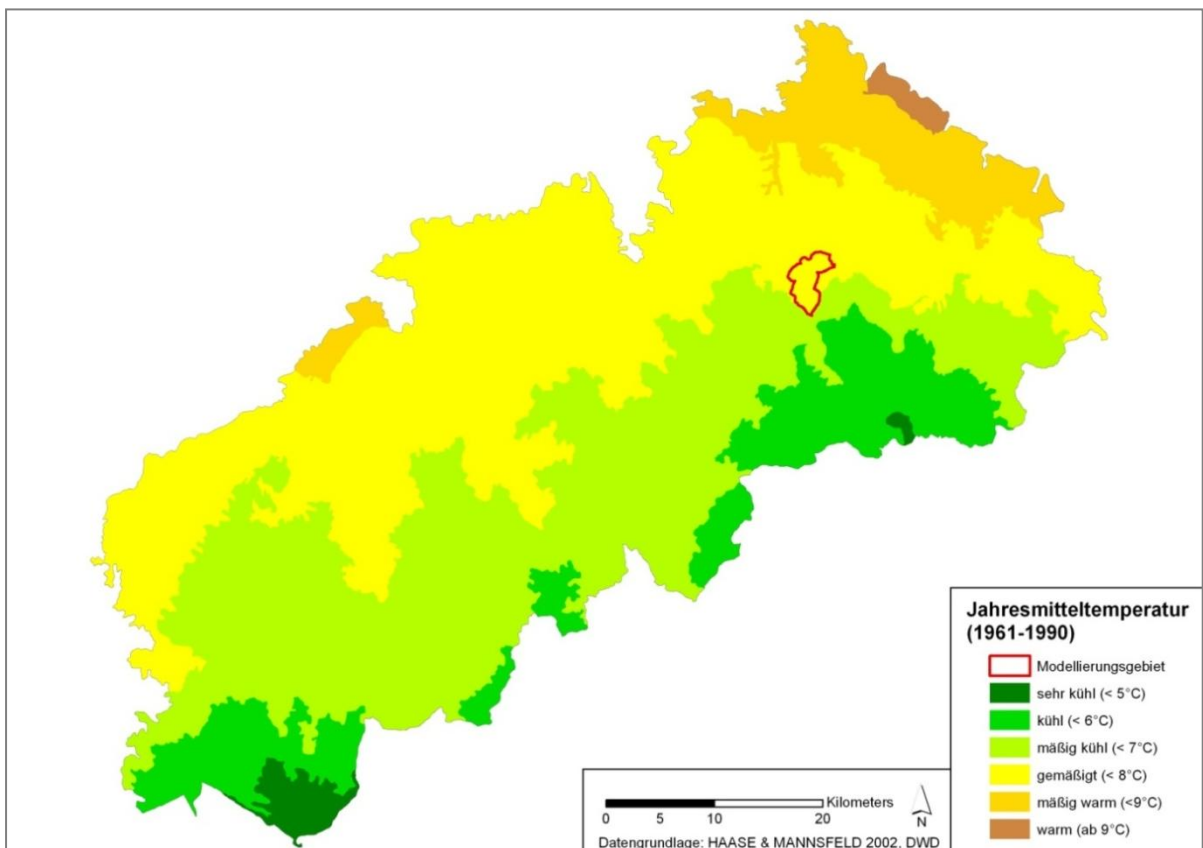 Jahresmitteltemperatur
(1961-1990)
Modellierungsgebiet
sehr kühl (< 5°C)
kühl (< 6°C)
mäßig kühl (< 7°C)
gemäßigt (< 8°C)
mäßig warm (<9°C)
warm (ab 9°C)
Kilometers
0 5 10 20
N
Datengrundlage: HAASE & MANNSFELD 2002, DWD